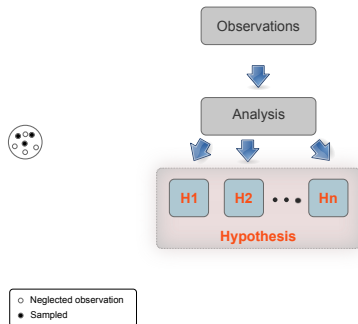 Observations
Analysis
H1 H2 ••• Hn
Hypothesis
Neglected observation
Sampled